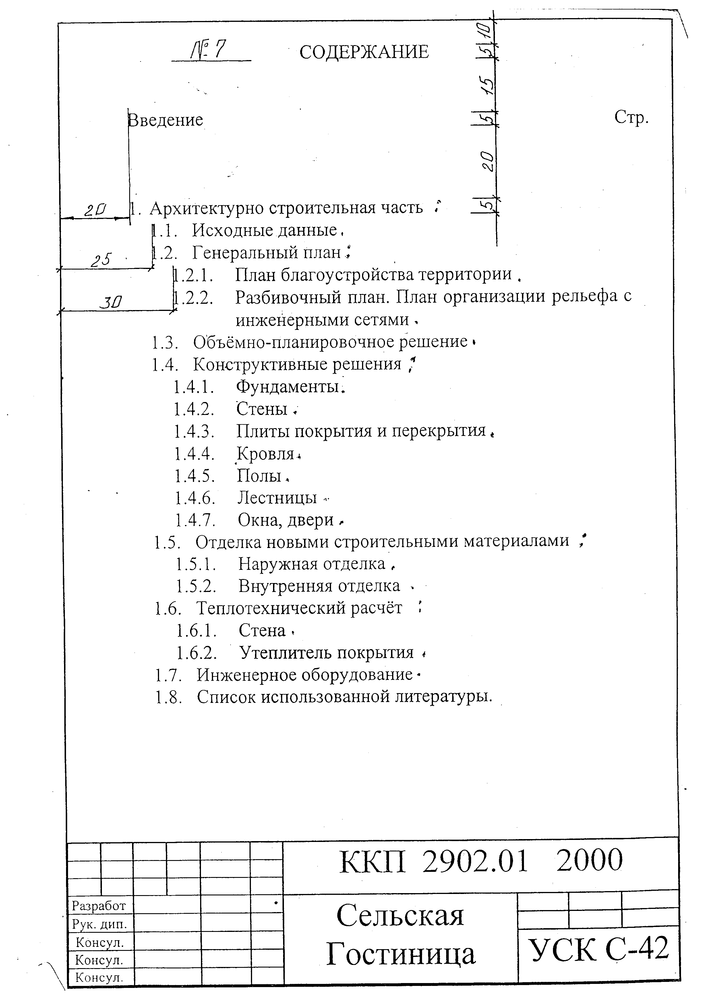 № 7 СОДЕРЖАНИЕ
10
5
15
Введение 5 Стр.
20
20 1. Архитектурно строительная часть : 5
1.1. Исходные данные.
25 1.2. Генеральный план:
1.2.1. План благоустройства территории.
30 1.2.2. Разбивочный план. План организации рельефа с
инженерными сетями.
1.3. Объёмно-планировочное решение.
1.4. Конструктивные решения:
1.4.1. Фундаменты.
1.4.2. Стены.
1.4.3. Плиты покрытия и перекрытия.
1.4.4. Кровля.
1.4.5. Полы.
1.4.6. Лестницы.
1.4.7. Окна, двери.
1.5. Отделка новыми строительными материалами :
1.5.1. Наружная отделка.
1.5.2. Внутренняя отделка.
1.6. Теплотехнический расчёт :
1.6.1. Стена.
1.6.2. Утеплитель покрытия.
1.7. Инженерное оборудование.
1.8. Список использованной литературы.
ККП 2902.01 2000
Разработ
Рук. дип.
Консул.
Консул.
Консул.
Сельская
Гостиница
УСК С-42